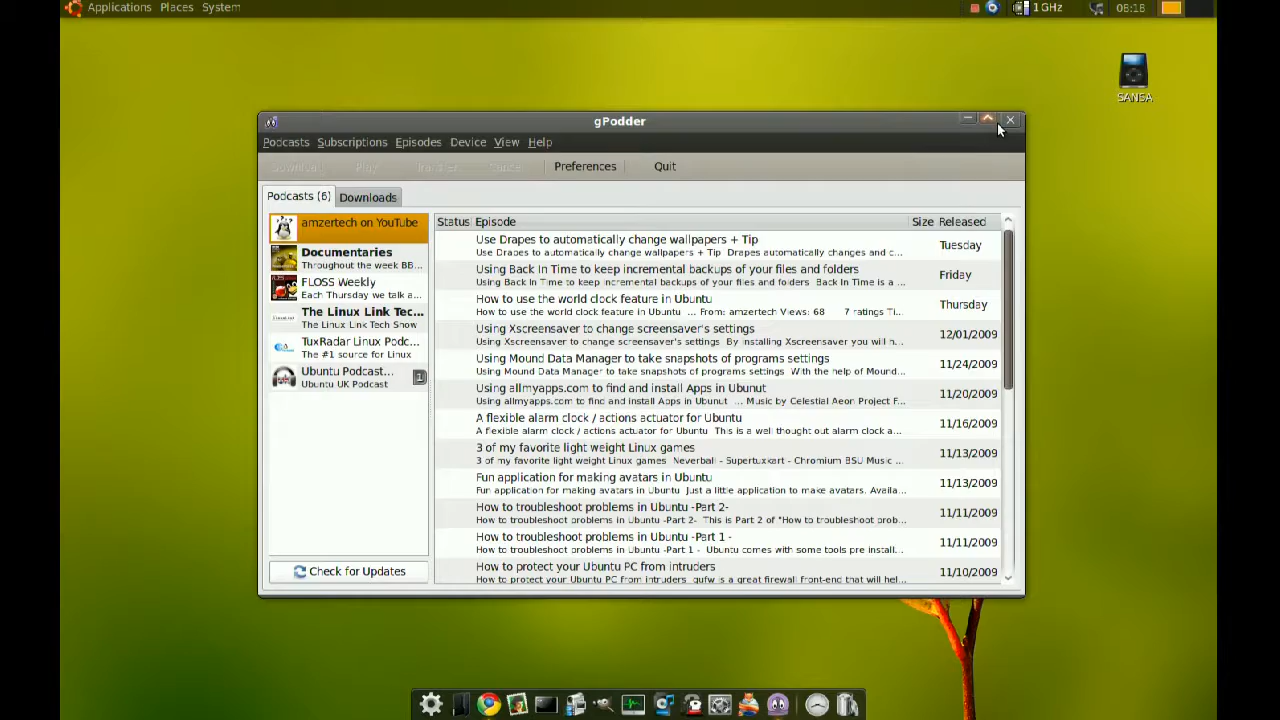 Applications Places System 1 GHz 08:18
SANSA
gPodder
Podcasts Subscriptions Episodes Device View Help
Download Play Transfer Cancel Preferences Quit
Podcasts (6) Downloads
amzertech on YouTube
Documentaries
Throughout the week BB...
FLOSS Weekly
Each Thursday we talk a...
The Linux Link Tec...
The Linux Link Tech Show
TuxRadar Linux Podc...
The #1 source for Linux
Ubuntu Podcast... 1
Ubuntu UK Podcast
Check for Updates
Status Episode Size Released
Use Drapes to automatically change wallpapers + Tip
Use Drapes to automatically change wallpapers + Tip Drapes automatically changes and c...
Tuesday
Using Back In Time to keep incremental backups of your files and folders
Using Back In Time to keep incremental backups of your files and folders Back In Time is a ...
Friday
How to use the world clock feature in Ubuntu
How to use the world clock feature in Ubuntu ... From: amzertech Views: 68 7 ratings Ti...
Thursday
Using Xscreensaver to change screensaver's settings
Using Xscreensaver to change screensaver's settings By installing Xscreensaver you will h...
12/01/2009
Using Mound Data Manager to take snapshots of programs settings
Using Mound Data Manager to take snapshots of programs settings With the help of Mound...
11/24/2009
Using allmyapps.com to find and install Apps in Ubunut
Using allmyapps.com to find and install Apps in Ubunut ... Music by Celestial Aeon Project F...
11/20/2009
A flexible alarm clock / actions actuator for Ubuntu
A flexible alarm clock / actions actuator for Ubuntu This is a well thought out alarm clock a...
11/16/2009
3 of my favorite light weight Linux games
3 of my favorite light weight Linux games Neverball - Supertuxkart - Chromium BSU Music ...
11/13/2009
Fun application for making avatars in Ubuntu
Fun application for making avatars in Ubuntu Just a little application to make avatars. Availa...
11/13/2009
How to troubleshoot problems in Ubuntu -Part 2-
How to troubleshoot problems in Ubuntu -Part 2- This is Part 2 of "How to troubleshoot prob...
11/11/2009
How to troubleshoot problems in Ubuntu -Part 1 -
How to troubleshoot problems in Ubuntu -Part 1 - Ubuntu comes with some tools pre install...
11/11/2009
How to protect your Ubuntu PC from intruders
How to protect your Ubuntu PC from intruders gufw is a great firewall front-end that will hel...
11/10/2009